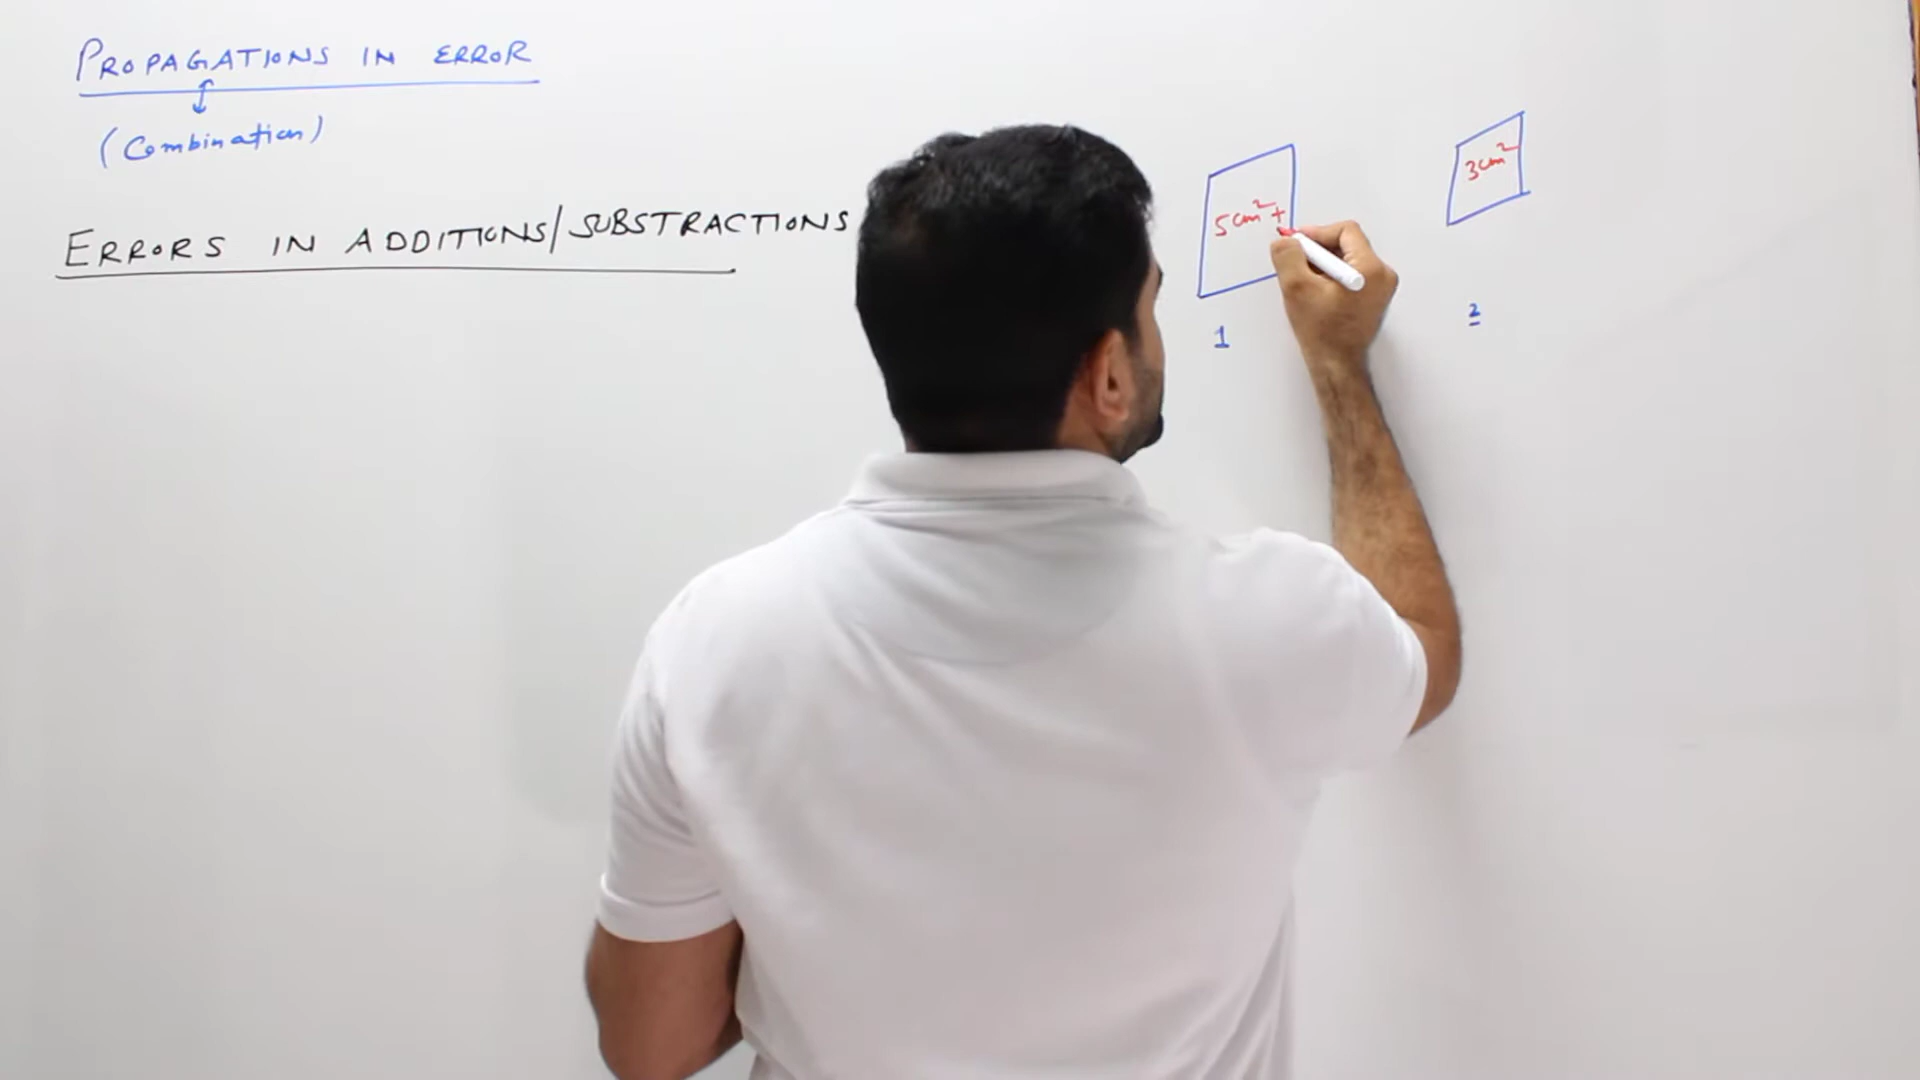 PROPAGATIONS IN ERROR
(Combination)
ERRORS IN ADDITIONS/SUBSTRACTIONS
5cm²+
3cm²
1
2